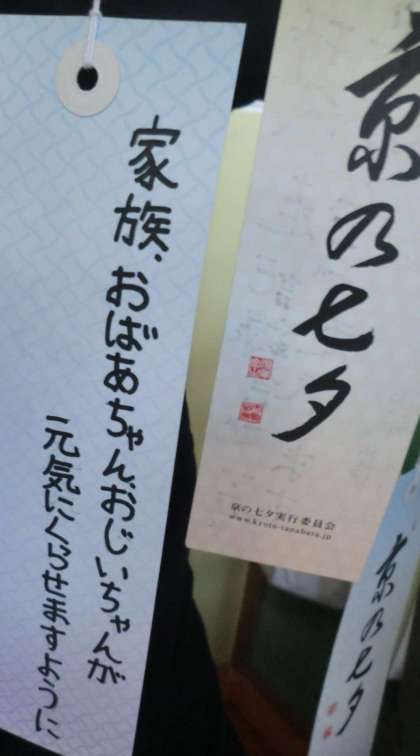 家族、おばあちゃん、おじいちゃんが
元気にくらせますように
京の七夕
京の七夕実行委員会
www.kyoto-tanabata.jp
京の七夕